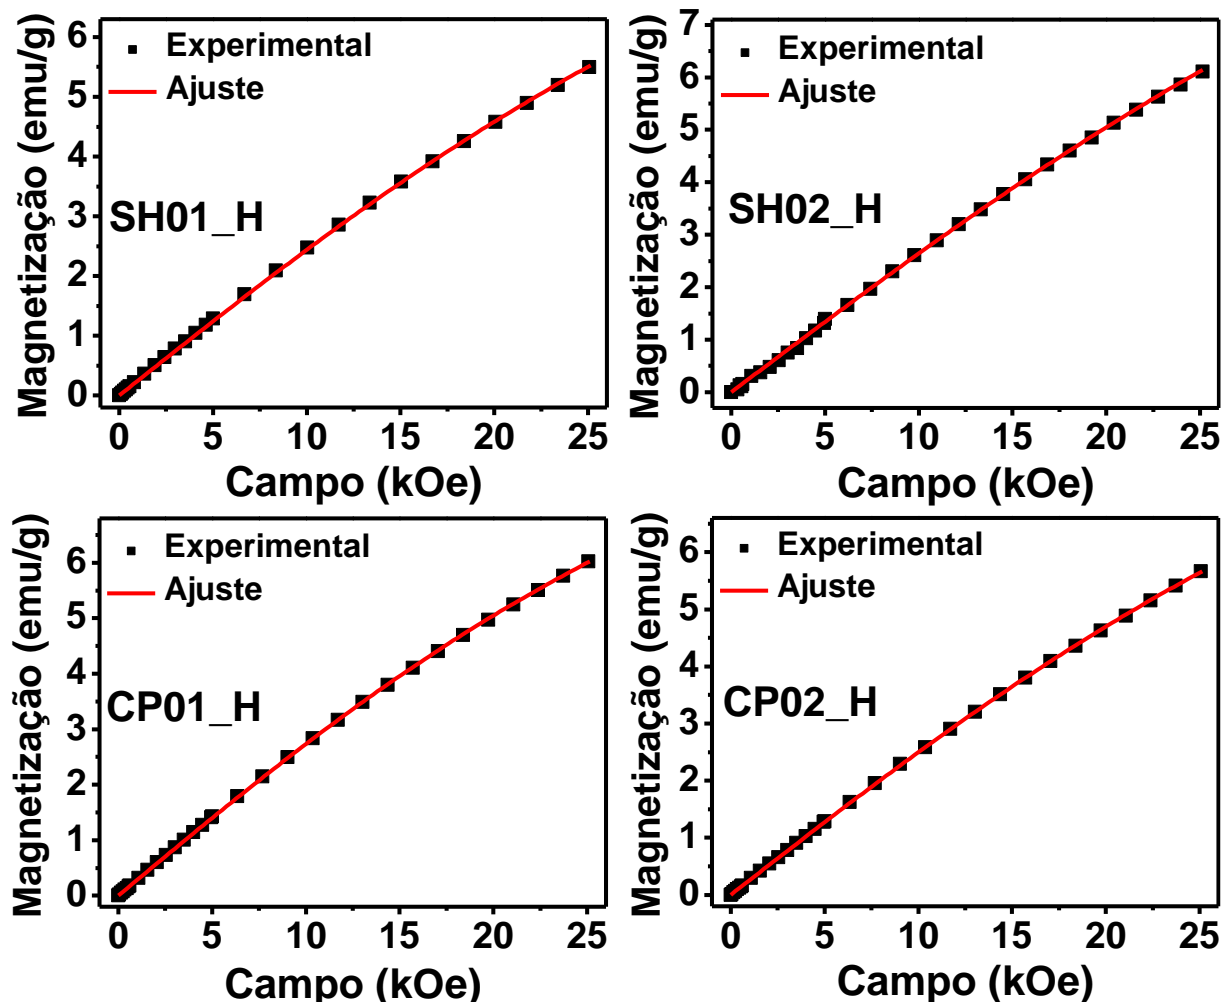 Magnetização (emu/g)
6
5
4
3
2
1
0
Experimental
Ajuste
SH01_H
0 5 10 15 20 25
Campo (kOe)
Magnetização (emu/g)
7
6
5
4
3
2
1
0
Experimental
Ajuste
SH02_H
0 5 10 15 20 25
Campo (kOe)
Magnetização (emu/g)
6
5
4
3
2
1
0
Experimental
Ajuste
CP01_H
0 5 10 15 20 25
Campo (kOe)
Magnetização (emu/g)
6
5
4
3
2
1
0
Experimental
Ajuste
CP02_H
0 5 10 15 20 25
Campo (kOe)